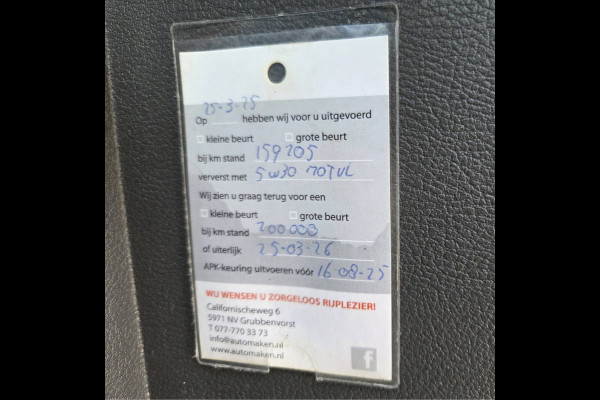 25-3-25
Op hebben wij voor u uitgevoerd
kleine beurt grote beurt
bij km stand 159205
ververst met 5w30 MOTUL
Wij zien u graag terug voor een
kleine beurt grote beurt
bij km stand 200000
of uiterlijk 25-03-26
APK-keuring uitvoeren vóór 16 08-25
WIJ WENSEN U ZORGELOOS RIJPLEZIER!
Californischeweg 6
5971 NV Grubbenvorst
T 077-770 33 73
info@automaken.nl
www.automaken.nl
f